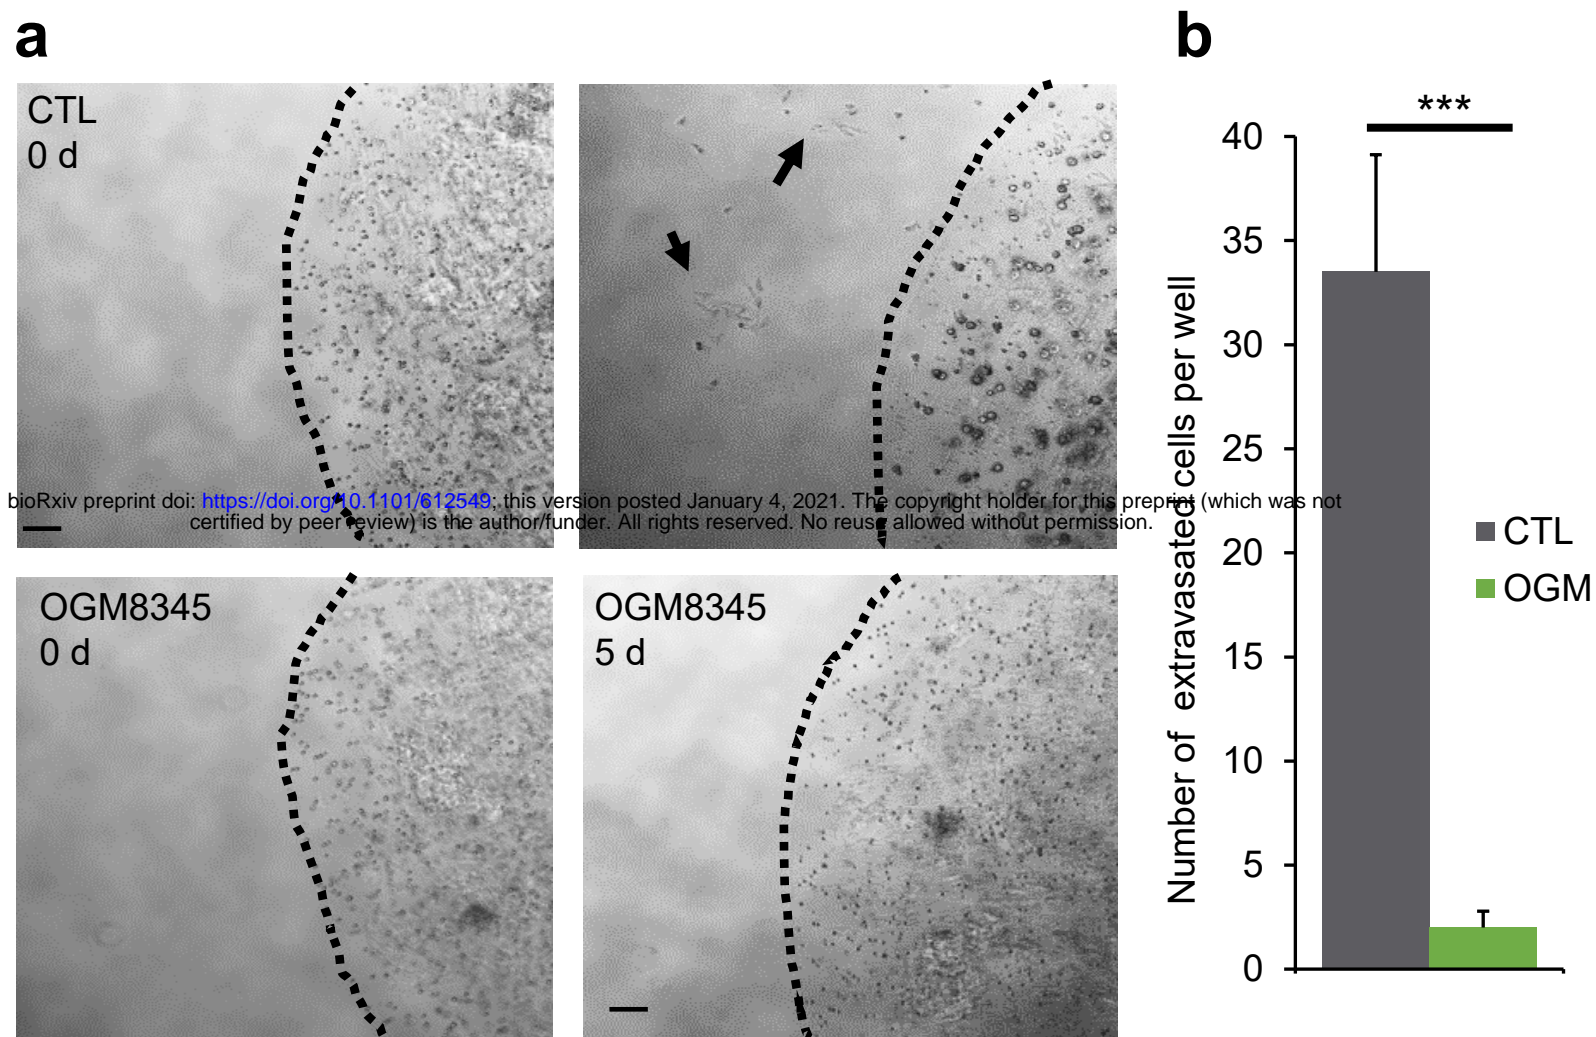 a
b
CTL
0 d
***
40
35
30
25
20
15
10
5
0
Number of extravasated cells per well
CTL
OGM
bioRxiv preprint doi: https://doi.org/10.1101/612549; this version posted January 4, 2021. The copyright holder for this preprint (which was not
certified by peer review) is the author/funder. All rights reserved. No reuse allowed without permission.
OGM8345
0 d
OGM8345
5 d